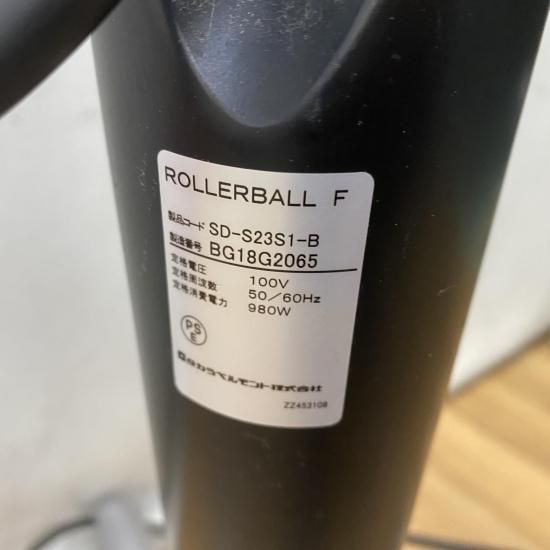 ROLLERBALL F
製品コード SD-S23S1-B
製造番号 BG18G2065
定格電圧 100V
定格周波数 50/60Hz
定格消費電力 980W
PS
E
タカラベルモント株式会社
ZZ453108